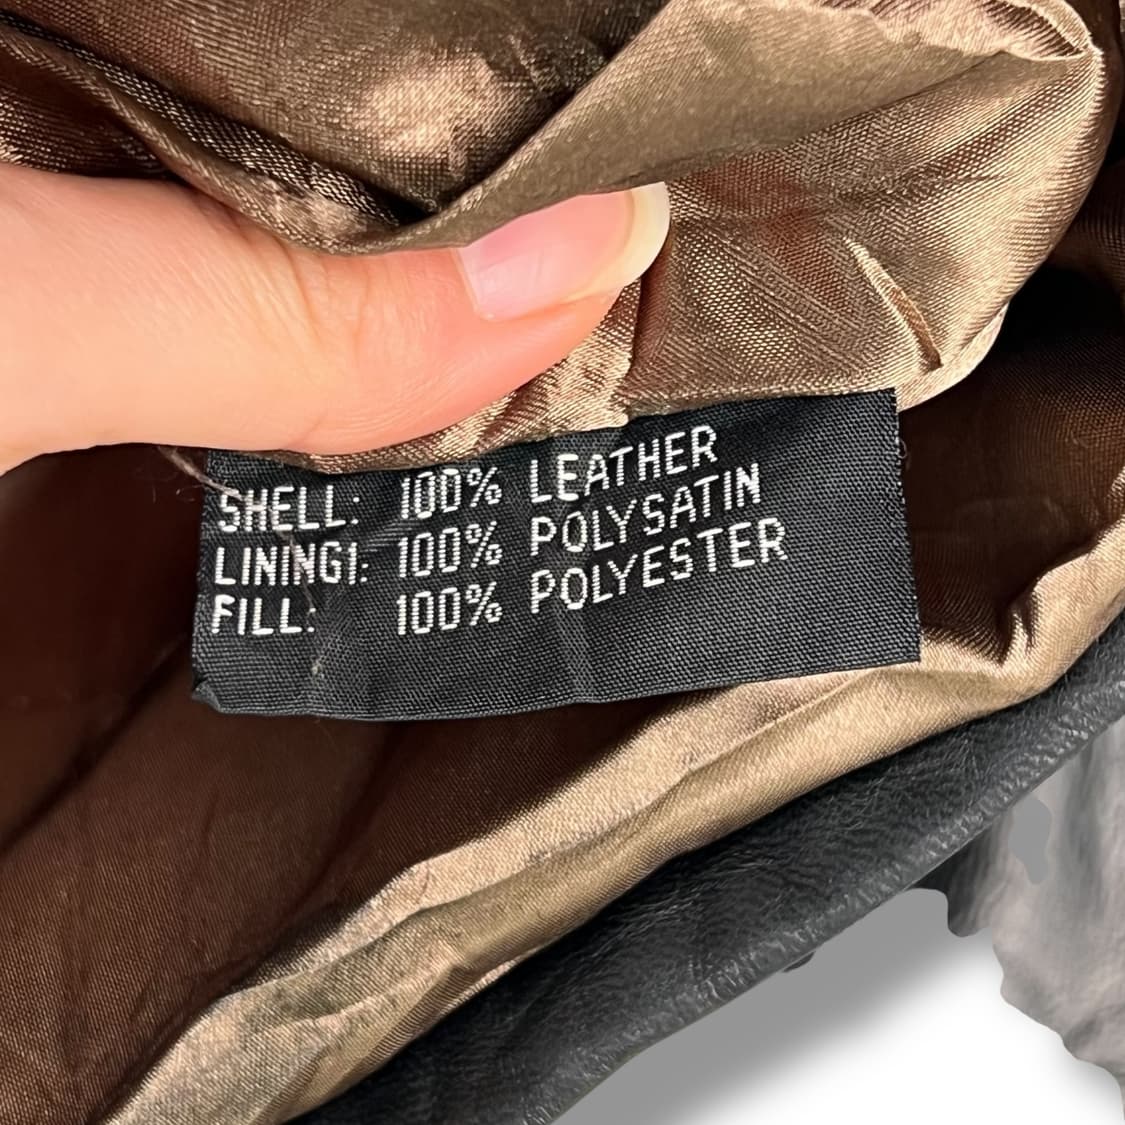 SHELL: 100% LEATHER
LINING1: 100% POLYSATIN
FILL: 100% POLYESTER